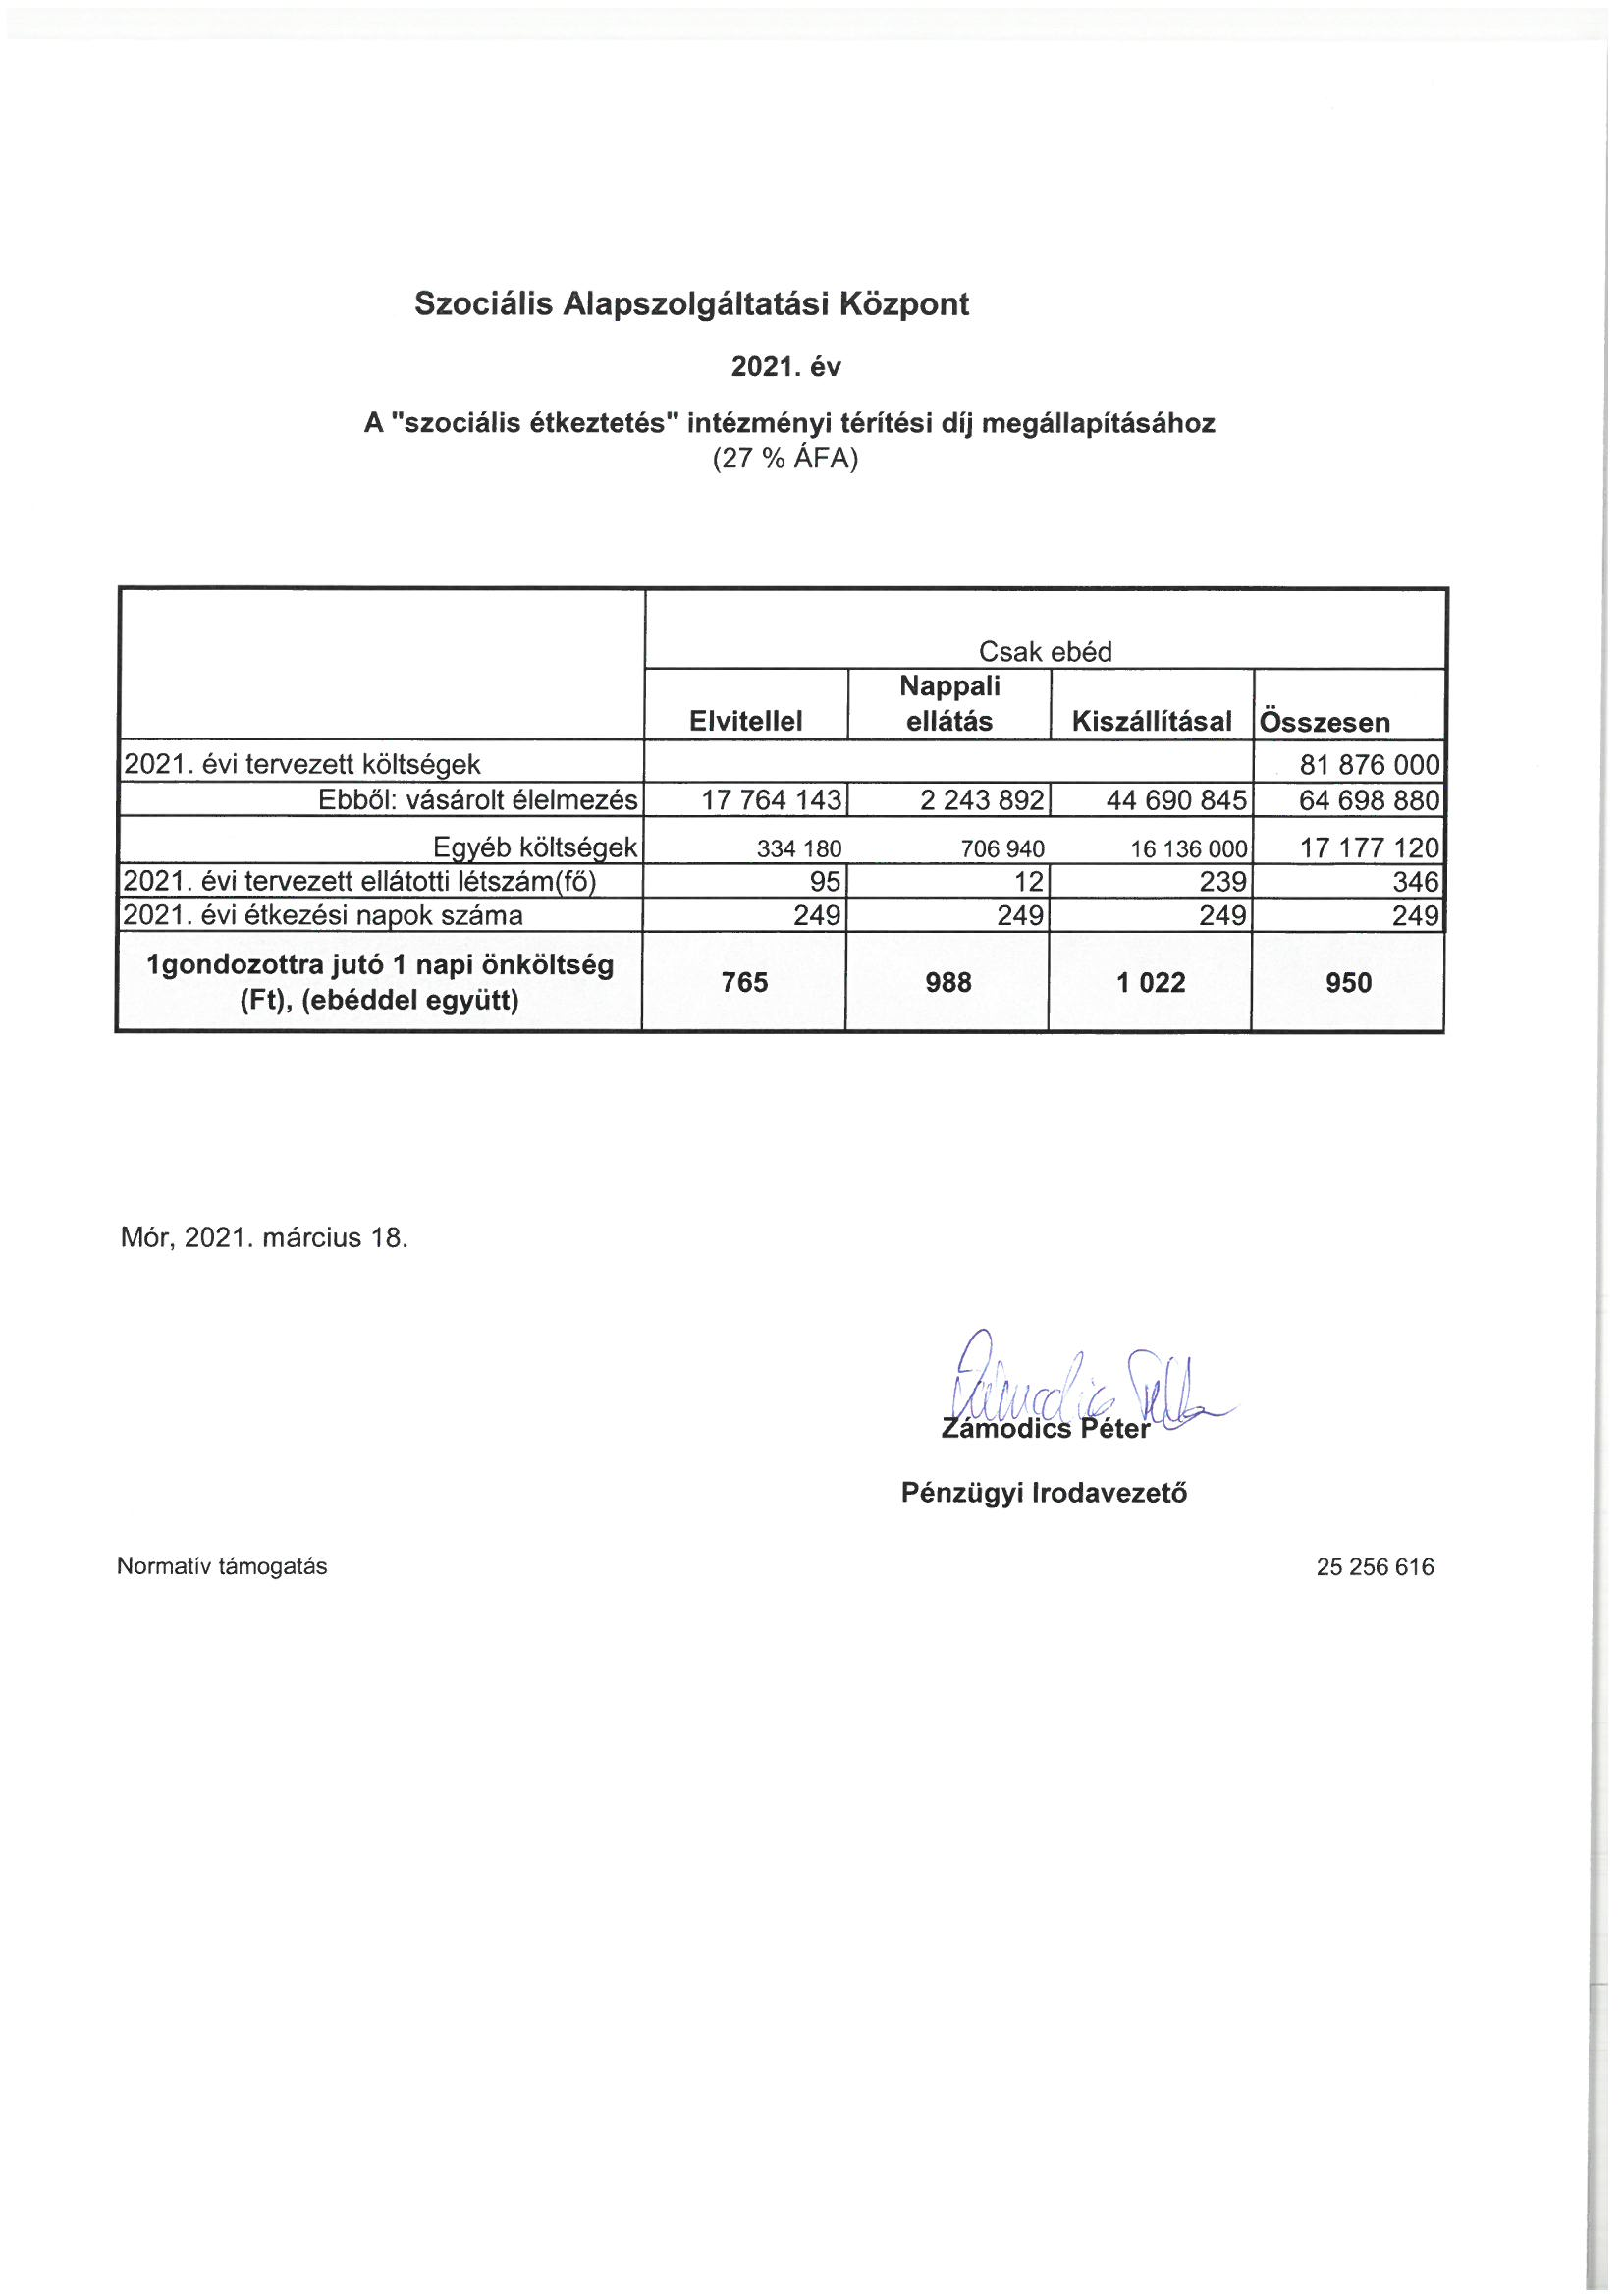 Szociális Alapszolgáltatási Központ
2021. év
A "szociális étkeztetés" intézményi térítési díj megállapításához
(27 % ÁFA)
Csak ebéd
Elvitellel Nappali ellátás Kiszállításal Összesen
2021. évi tervezett költségek 81 876 000
Ebből: vásárolt élelmezés 17 764 143 2 243 892 44 690 845 64 698 880
Egyéb költségek 334 180 706 940 16 136 000 17 177 120
2021. évi tervezett ellátotti létszám(fő) 95 12 239 346
2021. évi étkezési napok száma 249 249 249 249
1gondozottra jutó 1 napi önköltség
(Ft), (ebéddel együtt) 765 988 1 022 950
Mór, 2021. március 18.
Zámodics Péter
Pénzügyi Irodavezető
Normatív támogatás 25 256 616